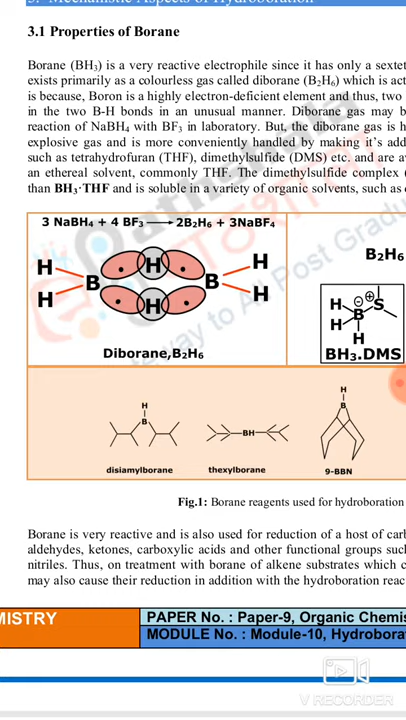 3. Mechanistic Aspects of Hydroboration
3.1 Properties of Borane
Borane (BH₃) is a very reactive electrophile since it has only a sextet
exists primarily as a colourless gas called diborane (B₂H₆) which is act
is because, Boron is a highly electron-deficient element and thus, two
in the two B-H bonds in an unusual manner. Diborane gas may b
reaction of NaBH₄ with BF₃ in laboratory. But, the diborane gas is h
explosive gas and is more conveniently handled by making it's add
such as tetrahydrofuran (THF), dimethylsulfide (DMS) etc. and are a
an ethereal solvent, commonly THF. The dimethylsulfide complex (
than BH₃·THF and is soluble in a variety of organic solvents, such as
3 NaBH₄ + 4 BF₃ ⟶ 2B₂H₆ + 3NaBF₄
H H H
B B
H H H
Diborane,B₂H₆
B₂H₆
H ⊖ ⊕ S
H B
H
BH₃.DMS
H
B
disiamylborane
BH
thexylborane
H
B
9-BBN
Fig.1: Borane reagents used for hydroboration
Borane is very reactive and is also used for reduction of a host of car
aldehydes, ketones, carboxylic acids and other functional groups suc
nitriles. Thus, on treatment with borane of alkene substrates which c
may also cause their reduction in addition with the hydroboration reac
MISTRY
PAPER No. : Paper-9, Organic Chemis
MODULE No. : Module-10, Hydrobora
V RECORDER